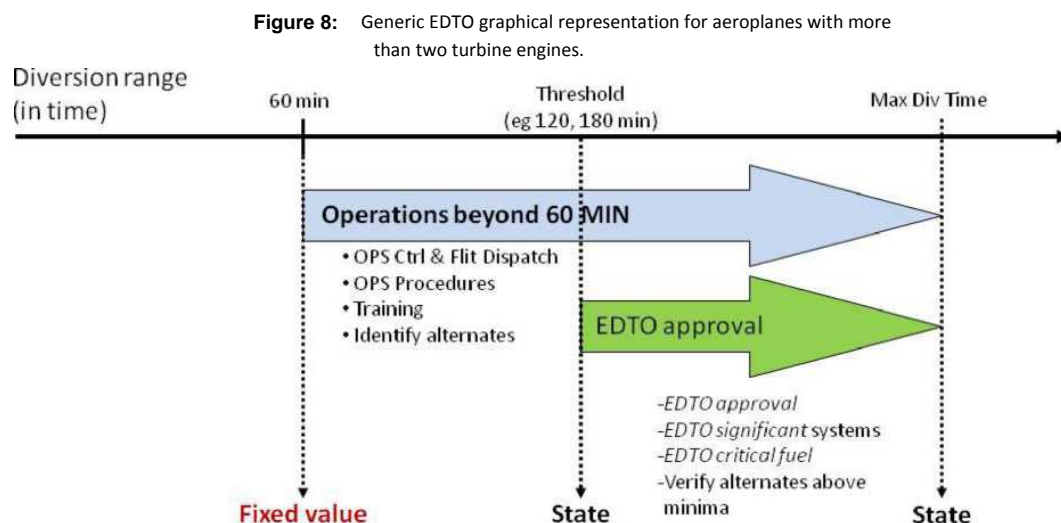 Figure 8: Generic EDTO graphical representation for aeroplanes with more
than two turbine engines.
Diversion range
(in time)
60 min
Threshold
(eg 120, 180 min)
Max Div Time
Operations beyond 60 MIN
• OPS Ctrl & Flit Dispatch
• OPS Procedures
• Training
• Identify alternates
EDTO approval
-EDTO approval
-EDTO significant systems
-EDTO critical fuel
-Verify alternates above
minima
Fixed value
State
State